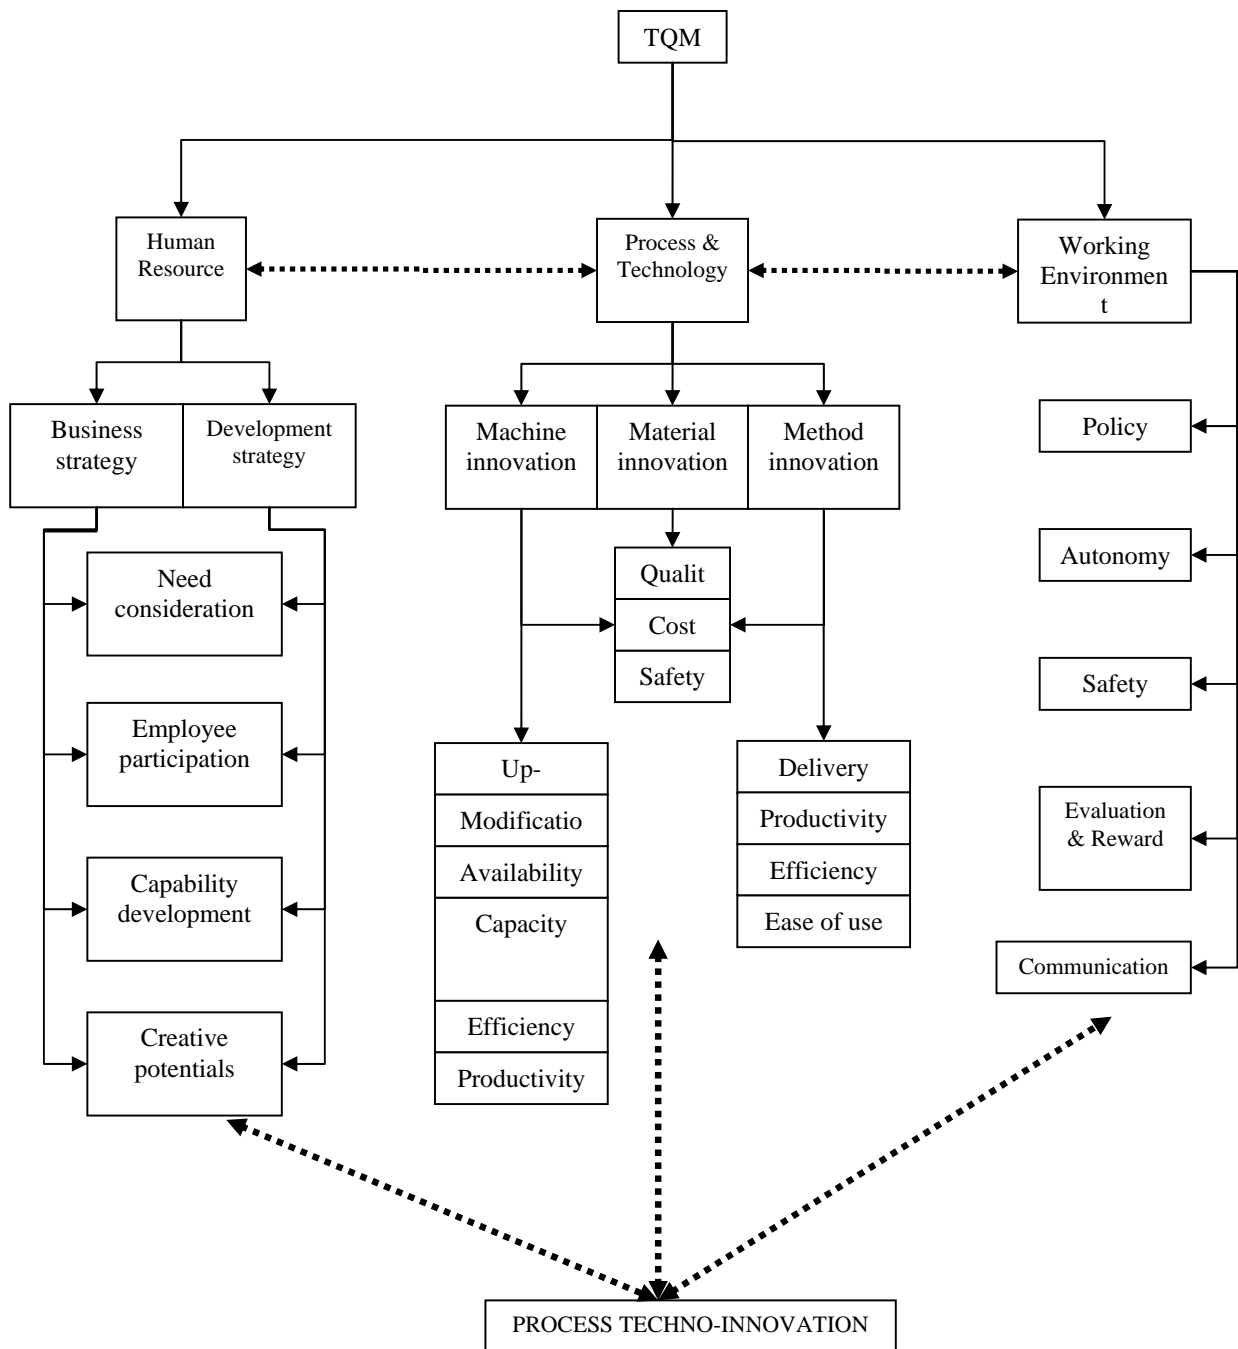 TQM
Human
Resource
Process &
Technology
Working
Environmen
t
Business
strategy
Development
strategy
Machine
innovation
Material
innovation
Method
innovation
Policy
Autonomy
Safety
Evaluation
& Reward
Communication
Need
consideration
Employee
participation
Capability
development
Creative
potentials
Qualit
Cost
Safety
Up-
Modificatio
Availability
Capacity
Efficiency
Productivity
Delivery
Productivity
Efficiency
Ease of use
PROCESS TECHNO-INNOVATION